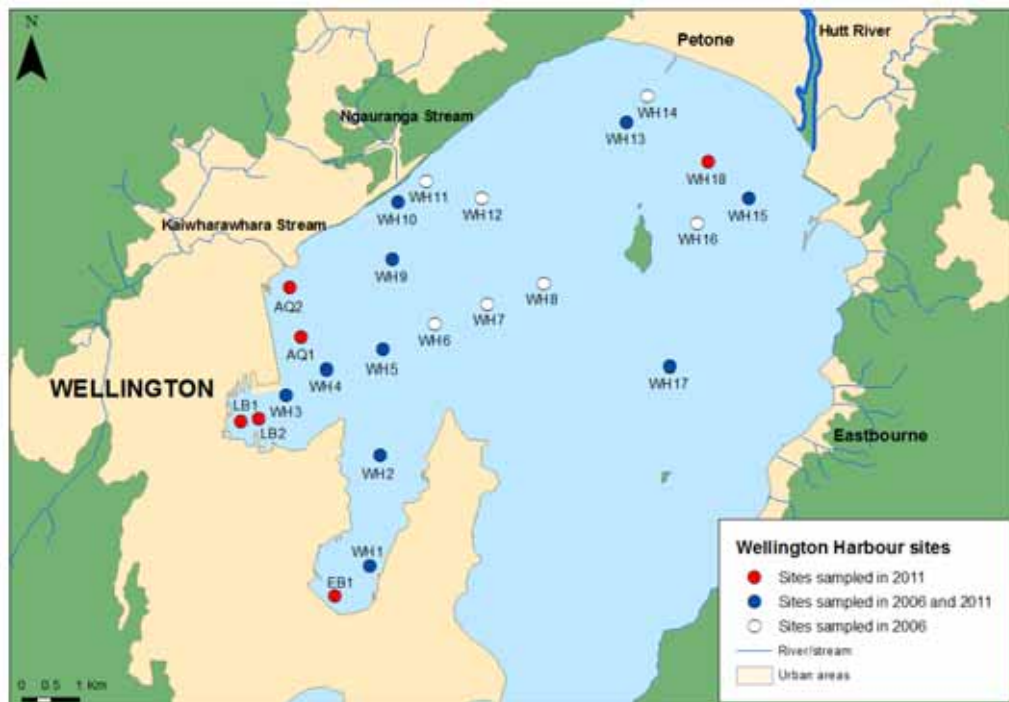 N
Petone
Hutt River
WH14
WH13
Ngauranga Stream
WH18
WH11
WH12
WH10
WH15
WH16
Kaiwharawhara Stream
WH9
WH8
AQ2
WH7
WH6
AQ1
WH5
WH4
WH17
WELLINGTON
LB1
WH3
LB2
Eastbourne
WH2
WH1
EB1
Wellington Harbour sites
Sites sampled in 2011
Sites sampled in 2006 and 2011
Sites sampled in 2006
River/stream
Urban areas
0 0.5 1 Km